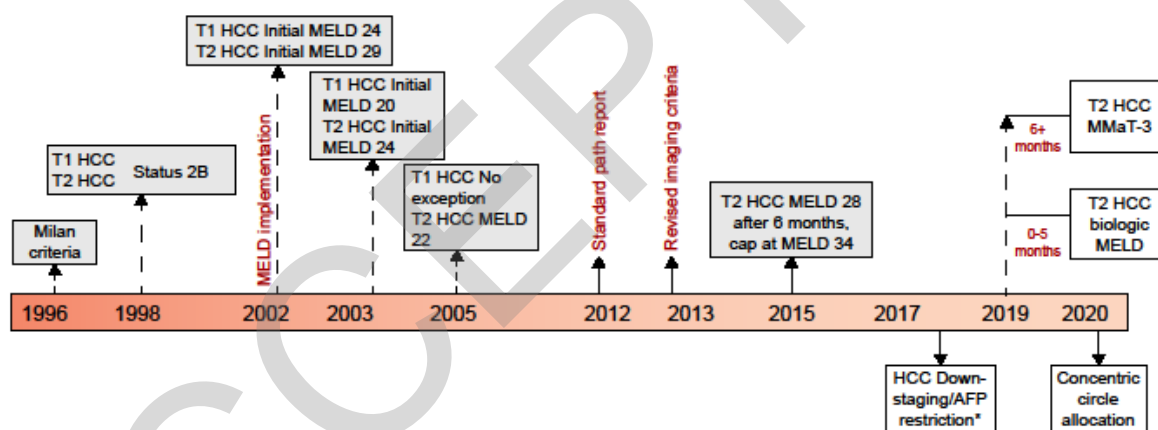 T1 HCC Initial MELD 24
T2 HCC Initial MELD 29
T1 HCC Initial
MELD 20
T2 HCC Initial
MELD 24
T1 HCC
T2 HCC
Status 2B
T1 HCC No
exception
T2 HCC MELD
22
Milan
criteria
MELD implementation
Standard path report
Revised imaging criteria
T2 HCC MELD 28
after 6 months,
cap at MELD 34
T2 HCC
MMaT-3
6+
months
T2 HCC
biologic
MELD
0-5
months
1996 1998 2002 2003 2005 2012 2013 2015 2017 2019 2020
HCC Down-
staging/AFP
restriction*
Concentric
circle
allocation
CCEPT